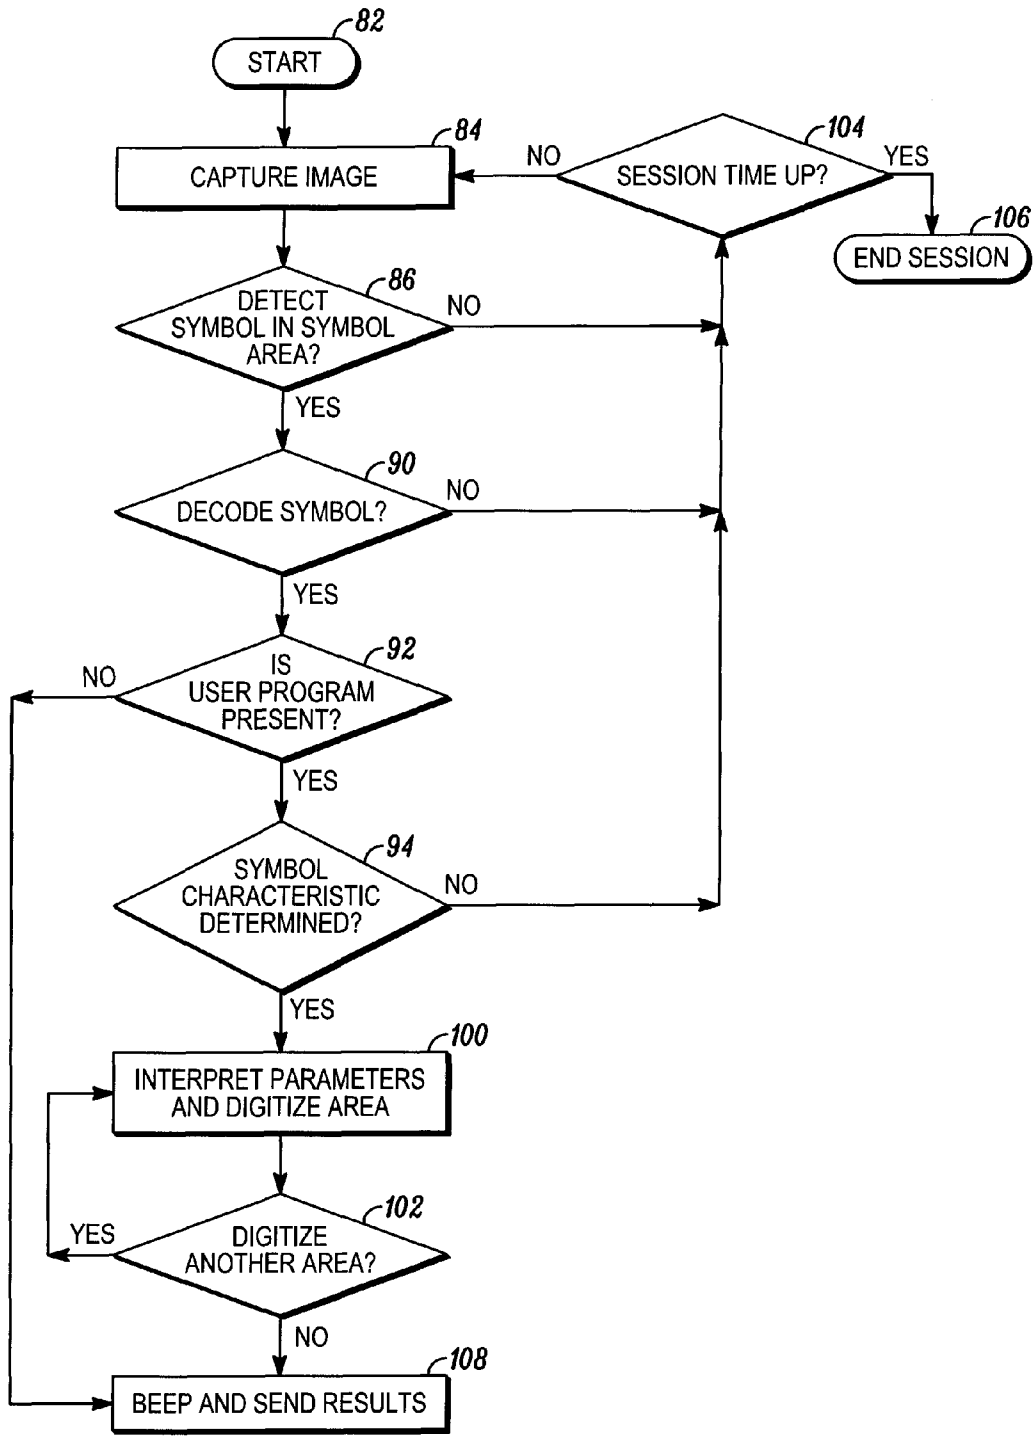 82
START
84
CAPTURE IMAGE
104
NO
SESSION TIME UP?
YES
106
END SESSION
86
DETECT
SYMBOL IN SYMBOL
AREA?
NO
YES
90
DECODE SYMBOL?
NO
YES
92
NO
IS
USER PROGRAM
PRESENT?
YES
94
SYMBOL
CHARACTERISTIC
DETERMINED?
NO
YES
100
INTERPRET PARAMETERS
AND DIGITIZE AREA
102
YES
DIGITIZE
ANOTHER AREA?
NO
108
BEEP AND SEND RESULTS